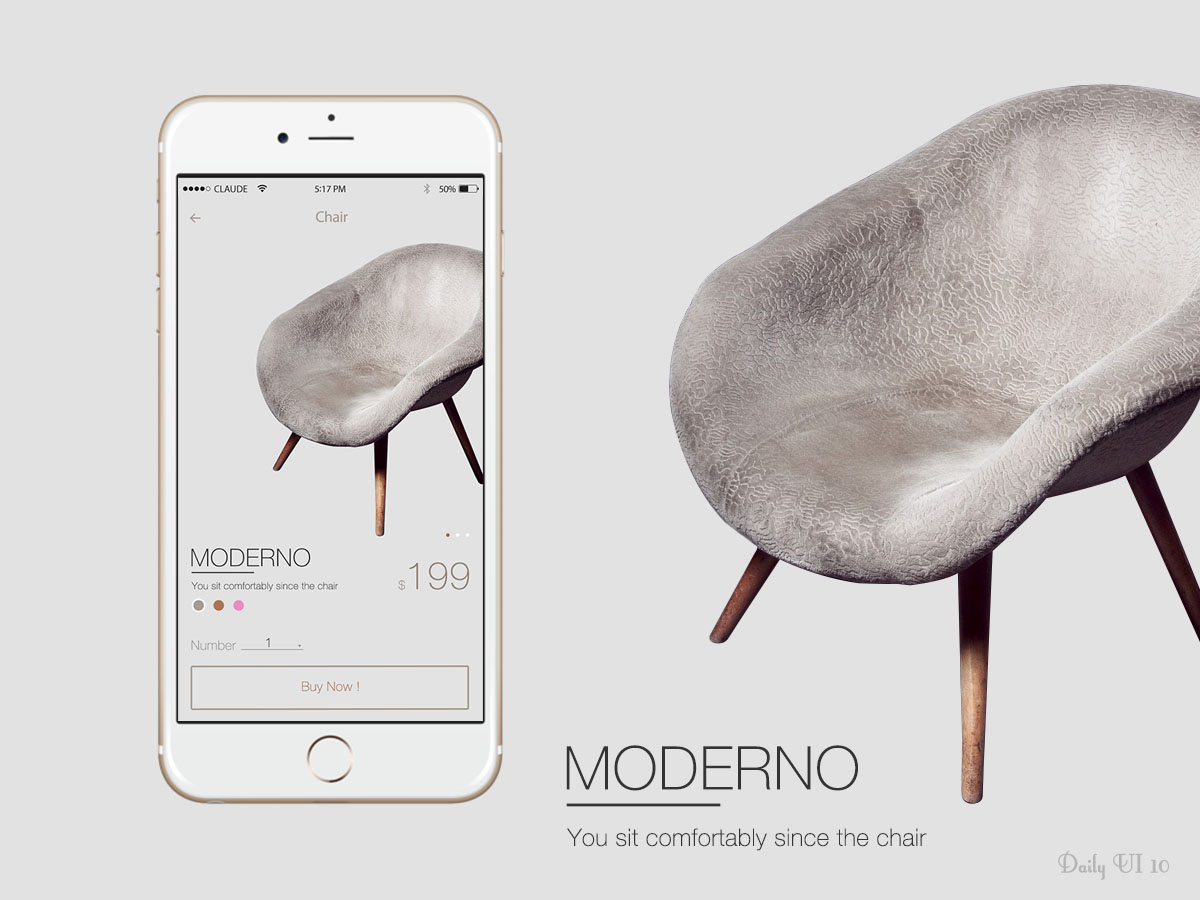 CLAUDE
5:17 PM
50%
←
Chair
MODERNO
You sit comfortably since the chair
$199
Number 1
Buy Now !
MODERNO
You sit comfortably since the chair
Daily UI 10